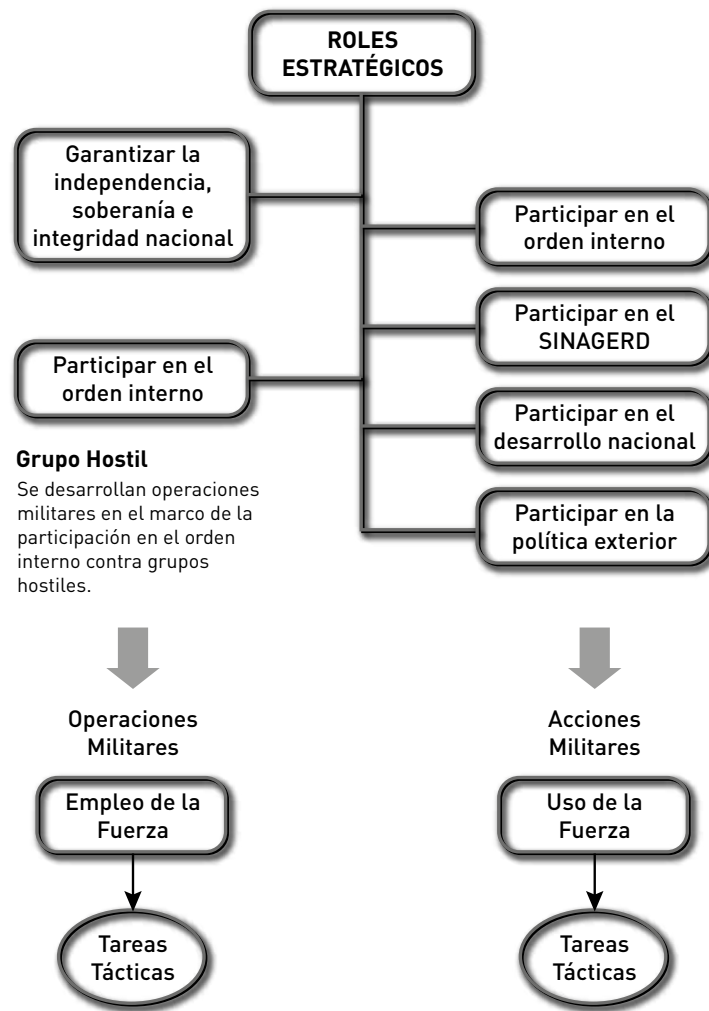 ROLES
ESTRATÉGICOS
Garantizar la
independencia,
soberanía e
integridad nacional
Participar en el
orden interno
Grupo Hostil
Se desarrollan operaciones
militares en el marco de la
participación en el orden
interno contra grupos
hostiles.
Participar en el
orden interno
Participar en el
SINAGERD
Participar en el
desarrollo nacional
Participar en la
política exterior
Operaciones
Militares
Empleo de la
Fuerza
Tareas
Tácticas
Acciones
Militares
Uso de la
Fuerza
Tareas
Tácticas